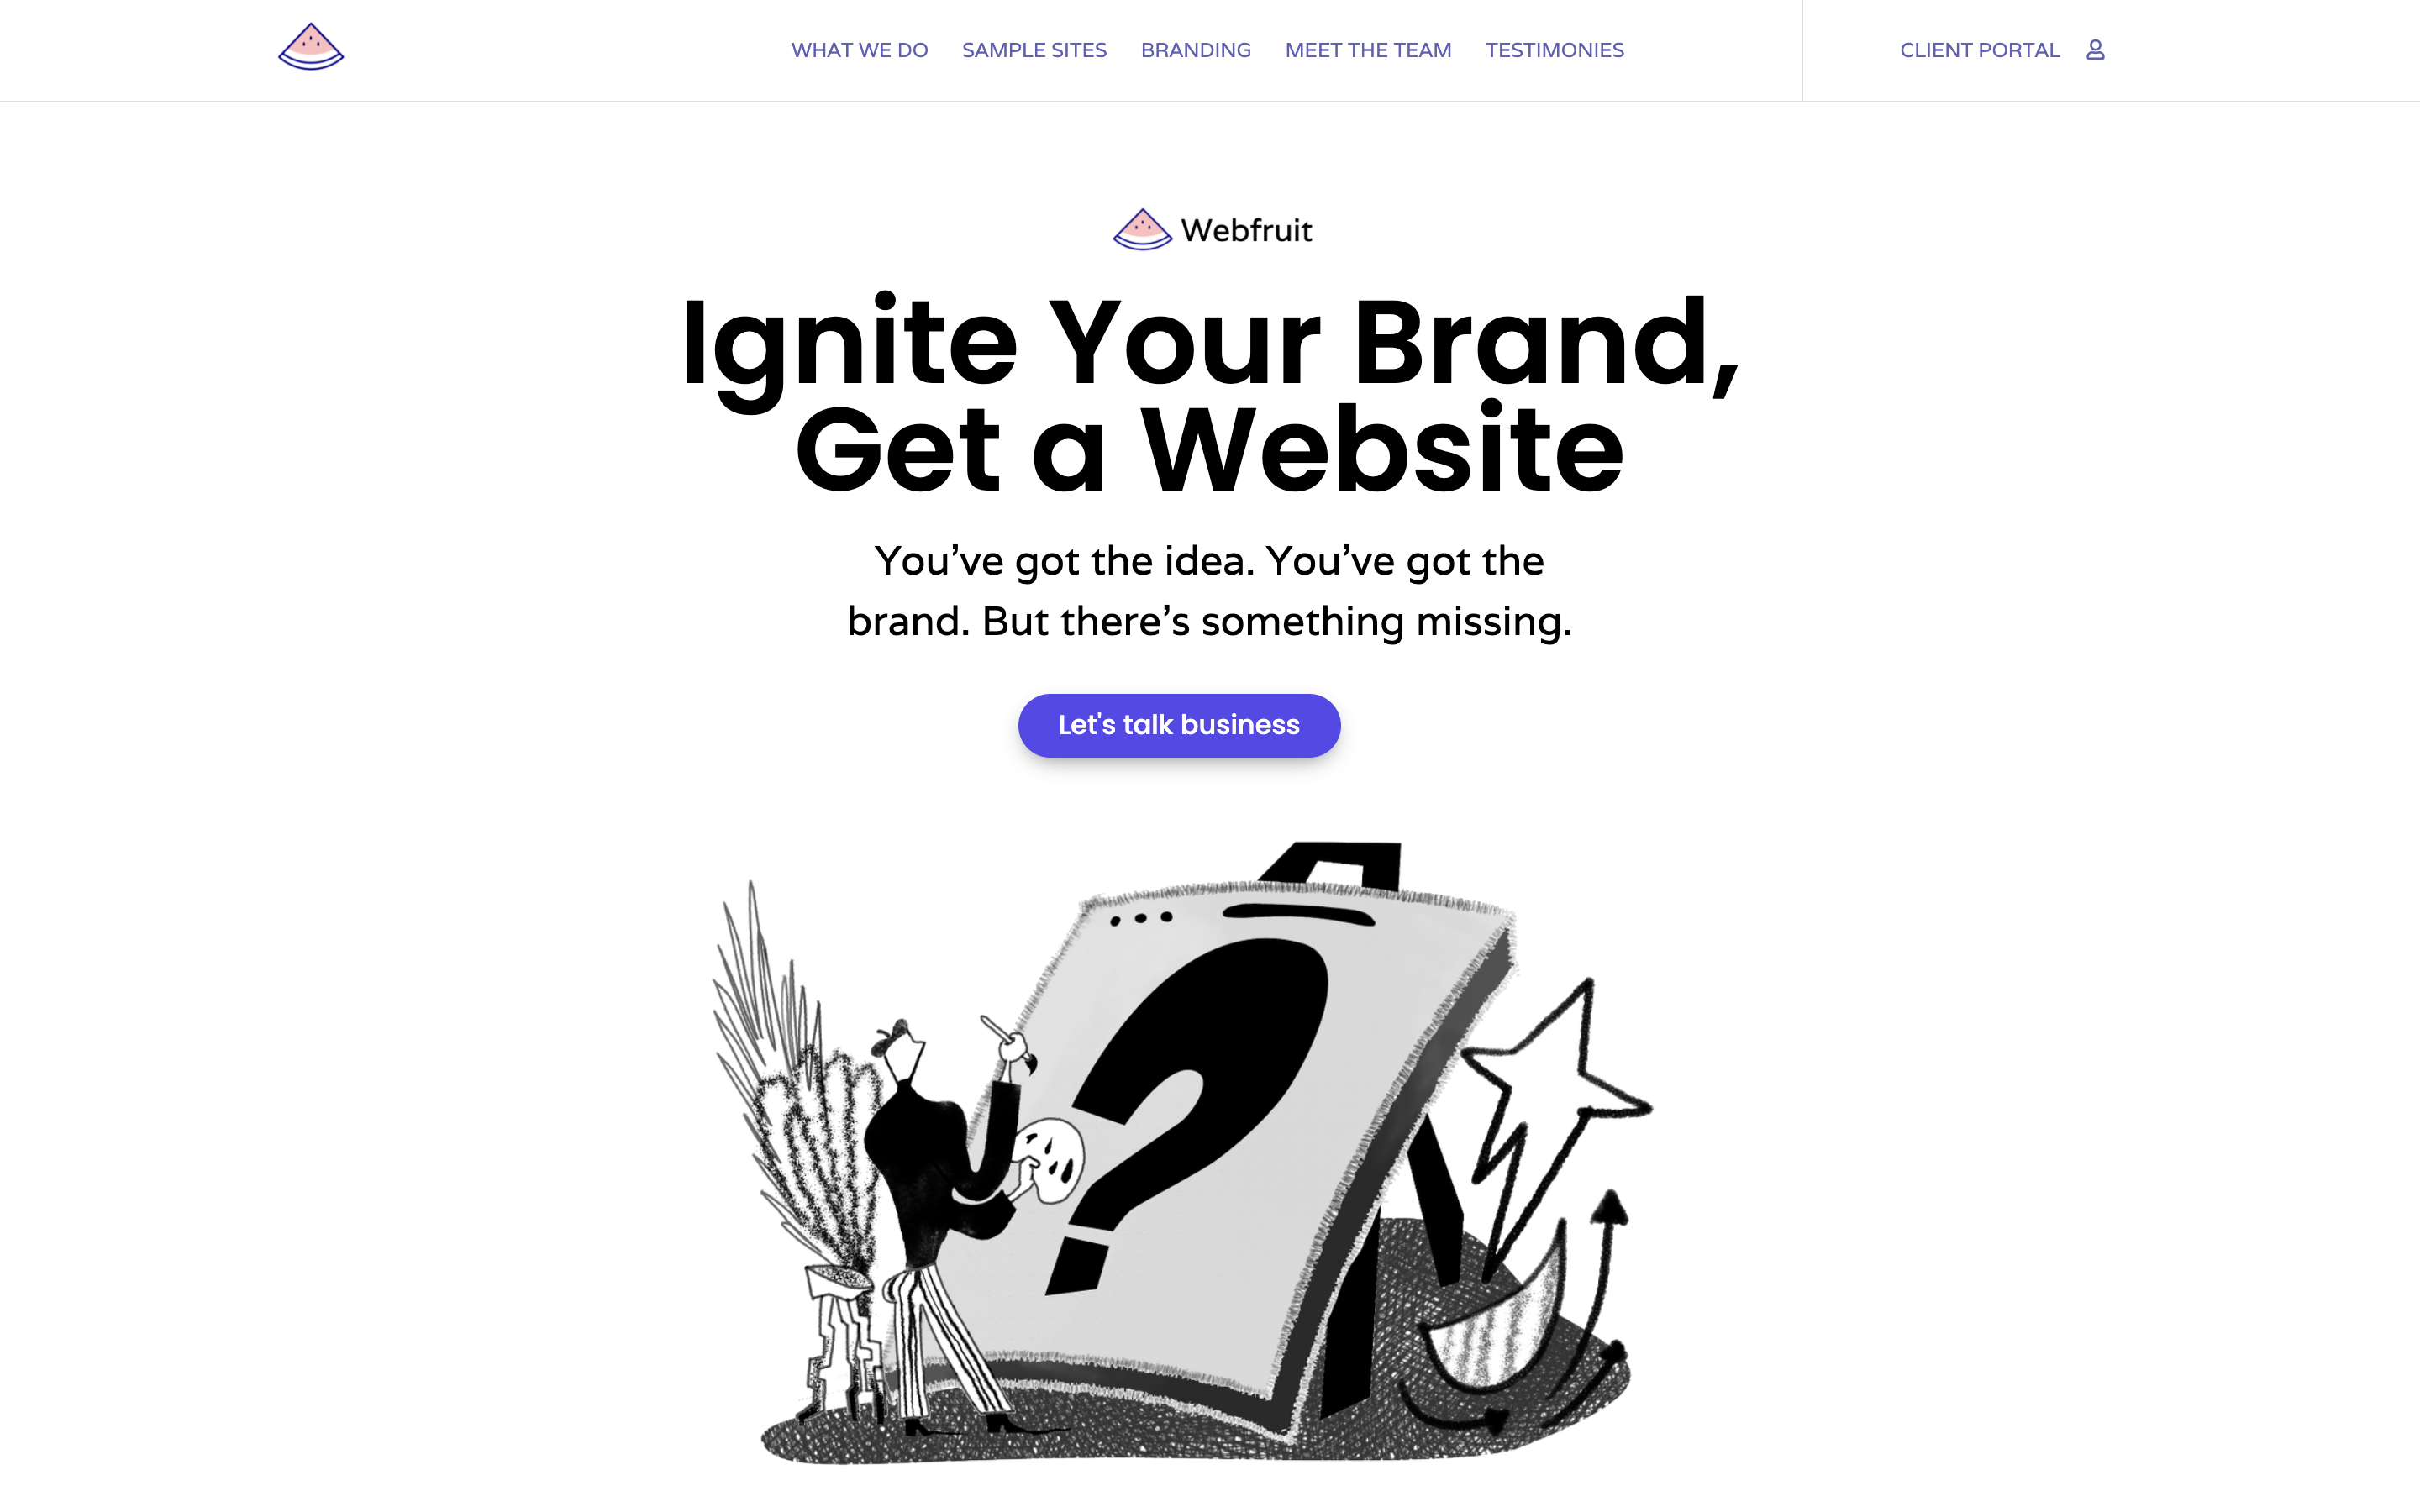 WHAT WE DO SAMPLE SITES BRANDING MEET THE TEAM TESTIMONIES CLIENT PORTAL
Webfruit
Ignite Your Brand,
Get a Website
You’ve got the idea. You’ve got the
brand. But there’s something missing.
Let's talk business
?